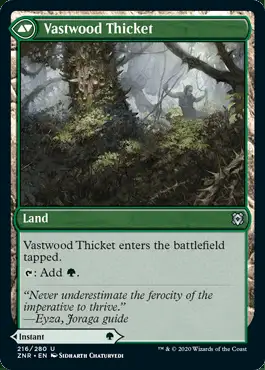 Vastwood Thicket
Land
Vastwood Thicket enters the battlefield
tapped.
: Add .
“Never underestimate the ferocity of the
imperative to thrive.”
—Eyza, Joraga guide
Instant
216/280 U
ZNR • EN Sidharth Chaturvedi
™ & © 2020 Wizards of the Coast